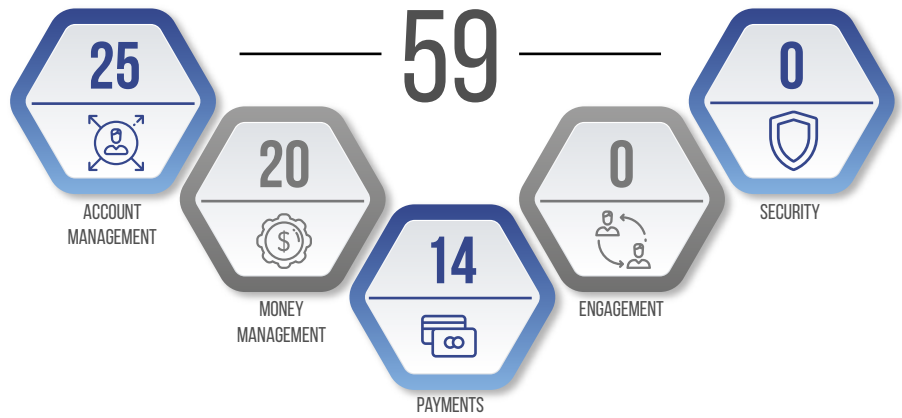 59
25
ACCOUNT
MANAGEMENT
20
$
MONEY
MANAGEMENT
14
PAYMENTS
0
ENGAGEMENT
0
SECURITY